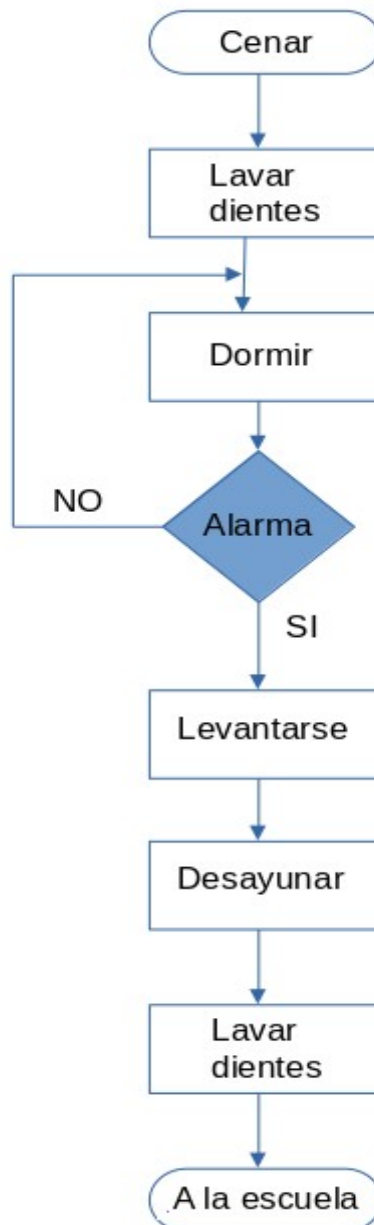 Cenar
Lavar
dientes
Dormir
NO
Alarma
SI
Levantarse
Desayunar
Lavar
dientes
A la escuela